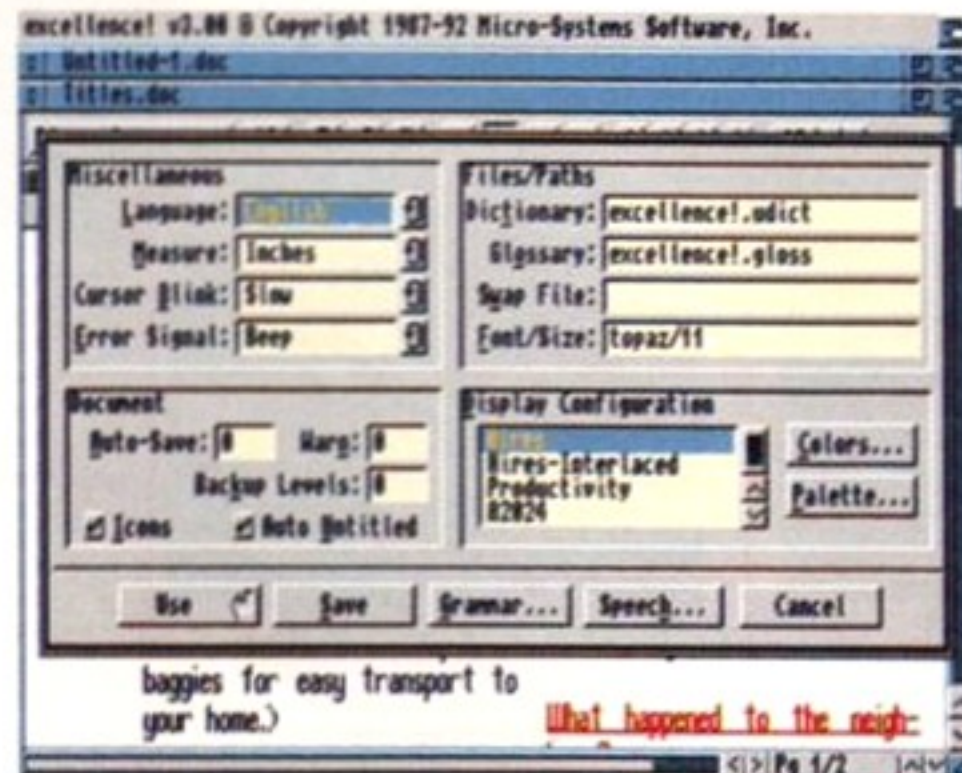 excellence! v3.00 © Copyright 1987-92 Micro-Systems Software, Inc.
Untitled-1.doc
Titles.doc
Miscellaneous
Language: English
Measure: Inches
Cursor Blink: Slow
Error Signal: Beep
Files/Paths
Dictionary: excellence!.udict
Glossary: excellence!.gloss
Swap File:
Font/Size: topaz/11
Document
Auto-Save: 0 Warg: 0
Backup Levels: 0
Icons Auto Untitled
Display Configuration
Hires
Hires-Interlaced
Productivity
A2024
Colors...
Palette...
Use Save Grammar... Speech... Cancel
baggies for easy transport to
your home.)
What happened to the neigh-
Pg 1/2